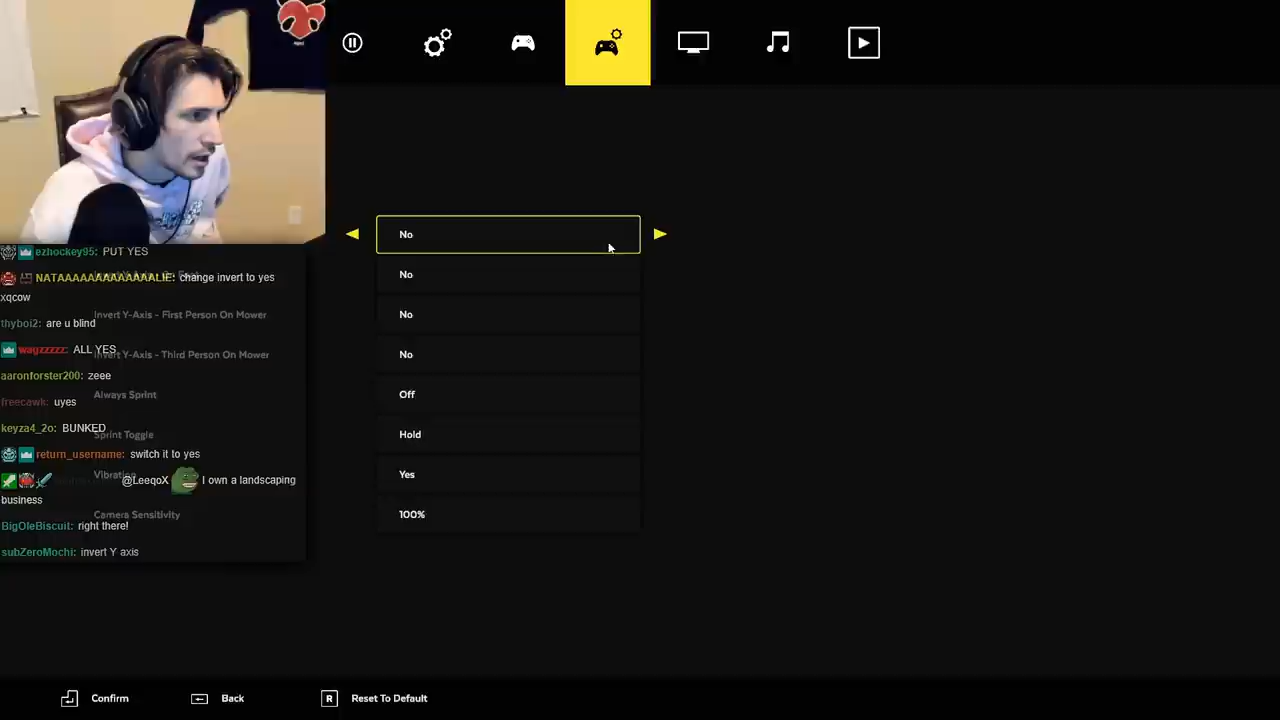 ezhockey95: PUT YES
NATAAAAAAAAAAAAALIE: change invert to yes
xqcow
thyboi2: are u blind
wagzzzzz: ALL YES
aaronforster200: zeee
freecawk: uyes
keyza4_2o: BUNKED
return_username: switch it to yes
@LeeqoX I own a landscaping
business
BigOleBiscuit: right there!
subZeroMochi: invert Y axis
No
No
Invert Y-Axis - First Person On Mower
No
Invert Y-Axis - Third Person On Mower
No
Always Sprint
Off
Sprint Toggle
Hold
Vibration
Yes
Camera Sensitivity
100%
Confirm
Back
R
Reset To Default